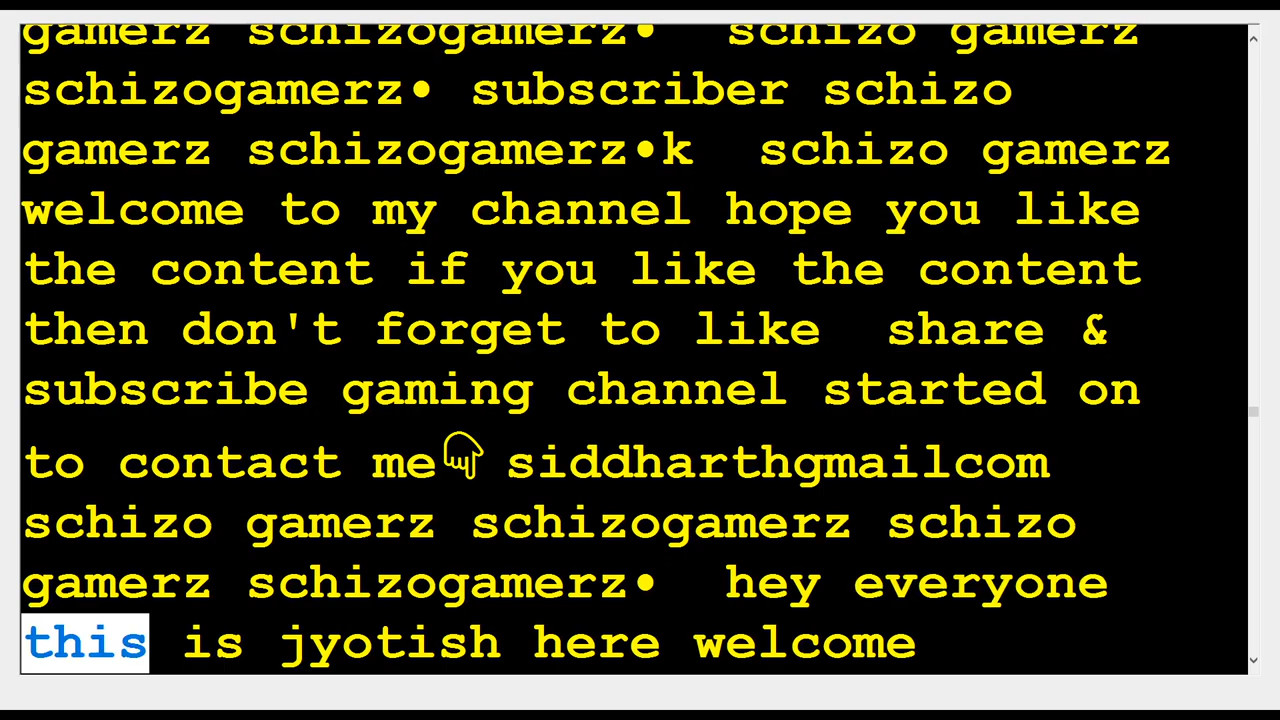 gamerz schizogamerz•  schizo gamerz
schizogamerz• subscriber schizo
gamerz schizogamerz•k  schizo gamerz
welcome to my channel hope you like
the content if you like the content
then don't forget to like  share &
subscribe gaming channel started on
to contact me👇 siddharthgmailcom
schizo gamerz schizogamerz schizo
gamerz schizogamerz•  hey everyone
this is jyotish here welcome